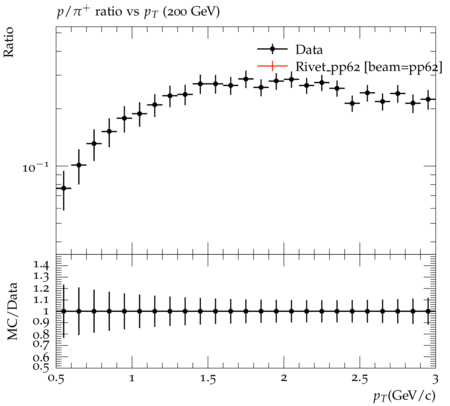 p/π⁺ ratio vs p_T (200 GeV)
Ratio
Data
Rivet_pp62 [beam=pp62]
10⁻¹
MC/Data
1.4
1.3
1.2
1.1
1
0.9
0.8
0.7
0.6
0.5
0.5 1 1.5 2 2.5 3
p_T(GeV/c)